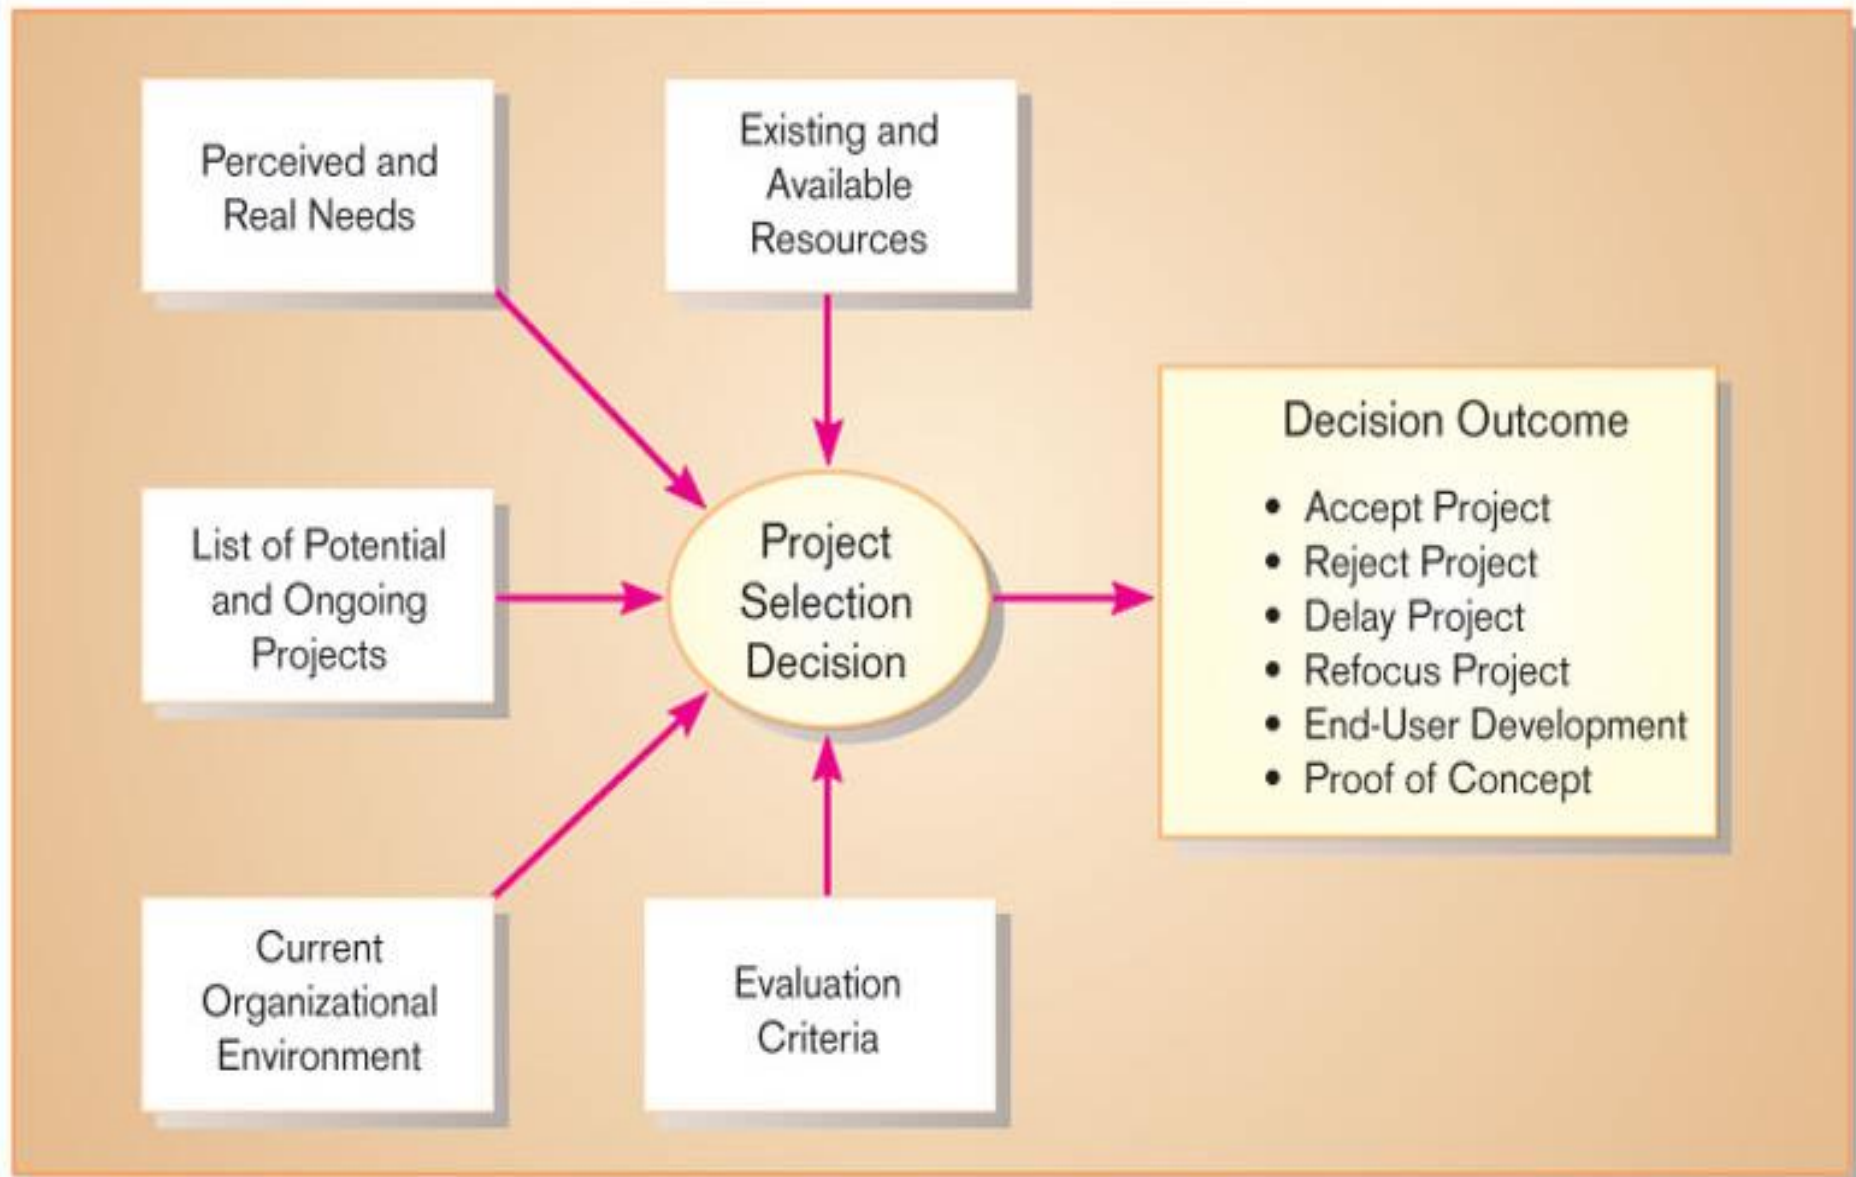 Perceived and
Real Needs
Existing and
Available
Resources
List of Potential
and Ongoing
Projects
Project
Selection
Decision
Decision Outcome
• Accept Project
• Reject Project
• Delay Project
• Refocus Project
• End-User Development
• Proof of Concept
Current
Organizational
Environment
Evaluation
Criteria